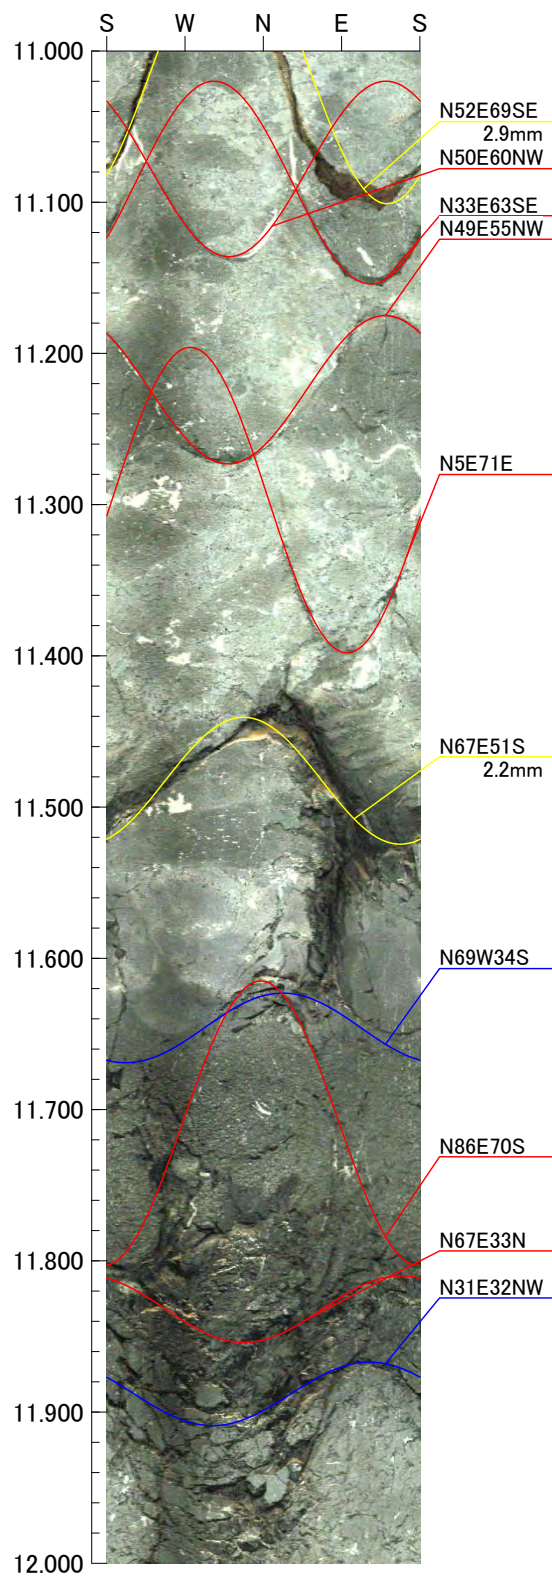 S W N E S
11.000
N52E69SE
2.9mm
N50E60NW
11.100
N33E63SE
N49E55NW
11.200
N5E71E
11.300
11.400
N67E51S
2.2mm
11.500
11.600
N69W34S
11.700
N86E70S
N67E33N
11.800
N31E32NW
11.900
12.000